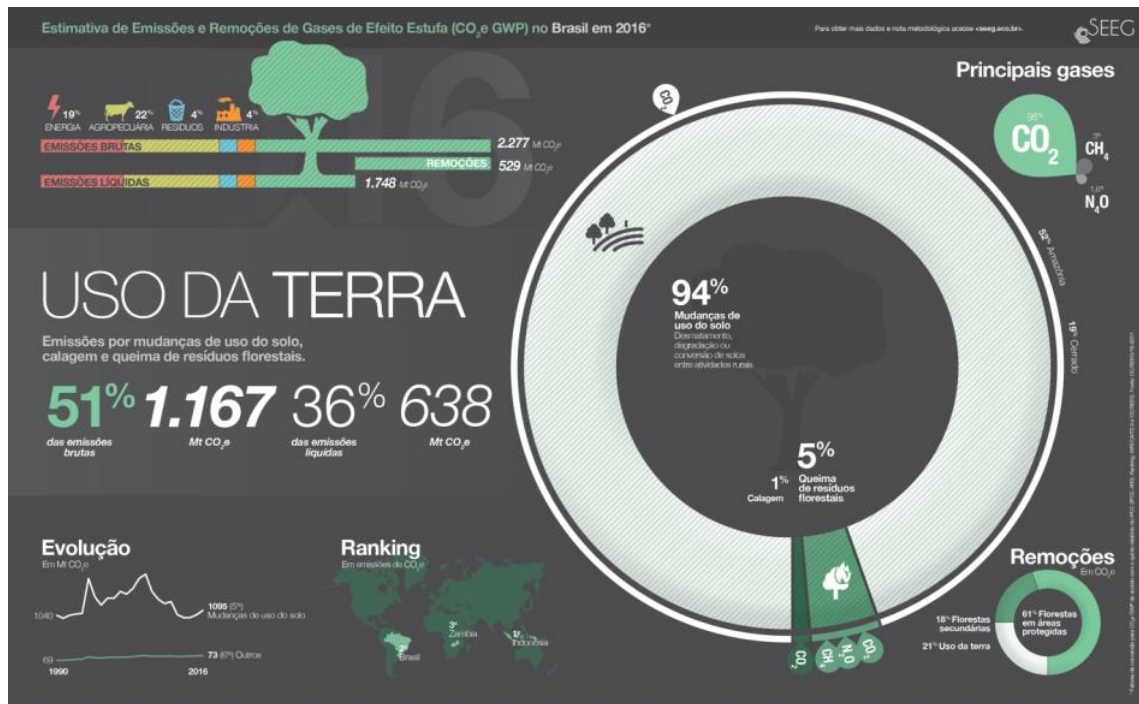 Estimativa de Emissões e Remoções de Gases de Efeito Estufa (CO₂e GWP) no Brasil em 2016*
Para obter mais dados e nota metodológica acesse <seeg.eco.br>.
SEEG
19%
ENERGIA
22%
AGROPECUÁRIA
4%
RESÍDUOS
4%
INDÚSTRIA
EMISSÕES BRUTAS
2.277 Mt CO₂e
REMOÇÕES
529 Mt CO₂e
EMISSÕES LÍQUIDAS
1.748 Mt CO₂e
USO DA TERRA
Emissões por mudanças de uso do solo,
calagem e queima de resíduos florestais.
51%
das emissões
brutas
1.167
Mt CO₂e
36%
das emissões
líquidas
638
Mt CO₂e
Evolução
Em Mt CO₂e
1040
1095 (5º)
Mudanças de uso do solo
69
73 (6º) Outros
1990
2016
Ranking
Em emissões de CO₂e
Brasil
Zambia
Indonésia
CO₂
94%
Mudanças de
uso do solo
Desmatamento,
degradação ou
conversão de solos
entre atividades rurais
1%
Calagem
5%
Queima
de resíduos
florestais
CO₂
CH₄
N₂O
CO₂
52% Amazônia
19% Cerrado
Principais gases
95%
CO₂
CH₄
N₄O
Remoções
Em CO₂e
61% Florestas
em áreas
protegidas
18% Florestas
secundárias
21% Uso da terra